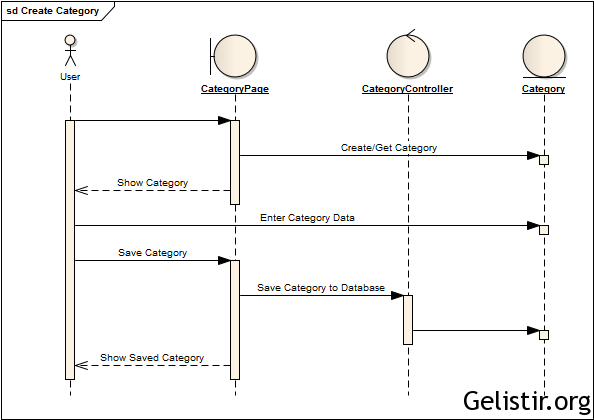 sd Create Category
User
CategoryPage
CategoryController
Category
Create/Get Category
Show Category
Enter Category Data
Save Category
Save Category to Database
Show Saved Category
Gelistir.org